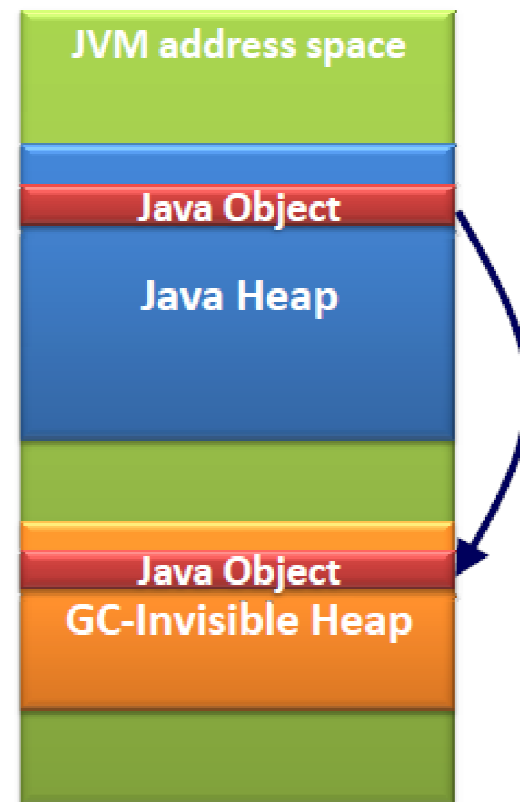 JVM address space
Java Object
Java Heap
Java Object
GC-Invisible Heap